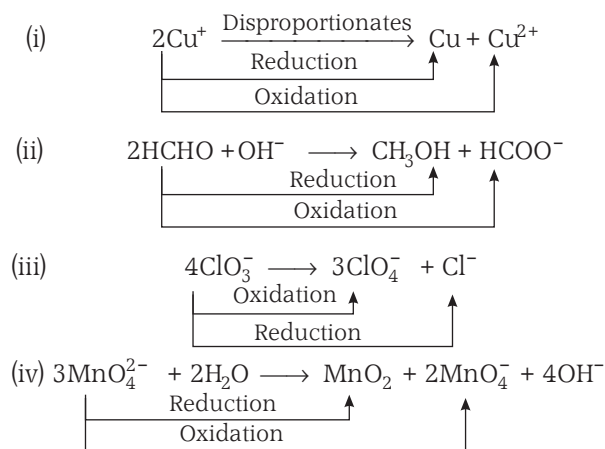 Disproportionates
(i) 2Cu⁺ ⟶ Cu + Cu²⁺
Reduction
Oxidation
(ii) 2HCHO + OH⁻ ⟶ CH₃OH + HCOO⁻
Reduction
Oxidation
(iii) 4ClO₃⁻ ⟶ 3ClO₄⁻ + Cl⁻
Oxidation
Reduction
(iv) 3MnO₄²⁻ + 2H₂O ⟶ MnO₂ + 2MnO₄⁻ + 4OH⁻
Reduction
Oxidation